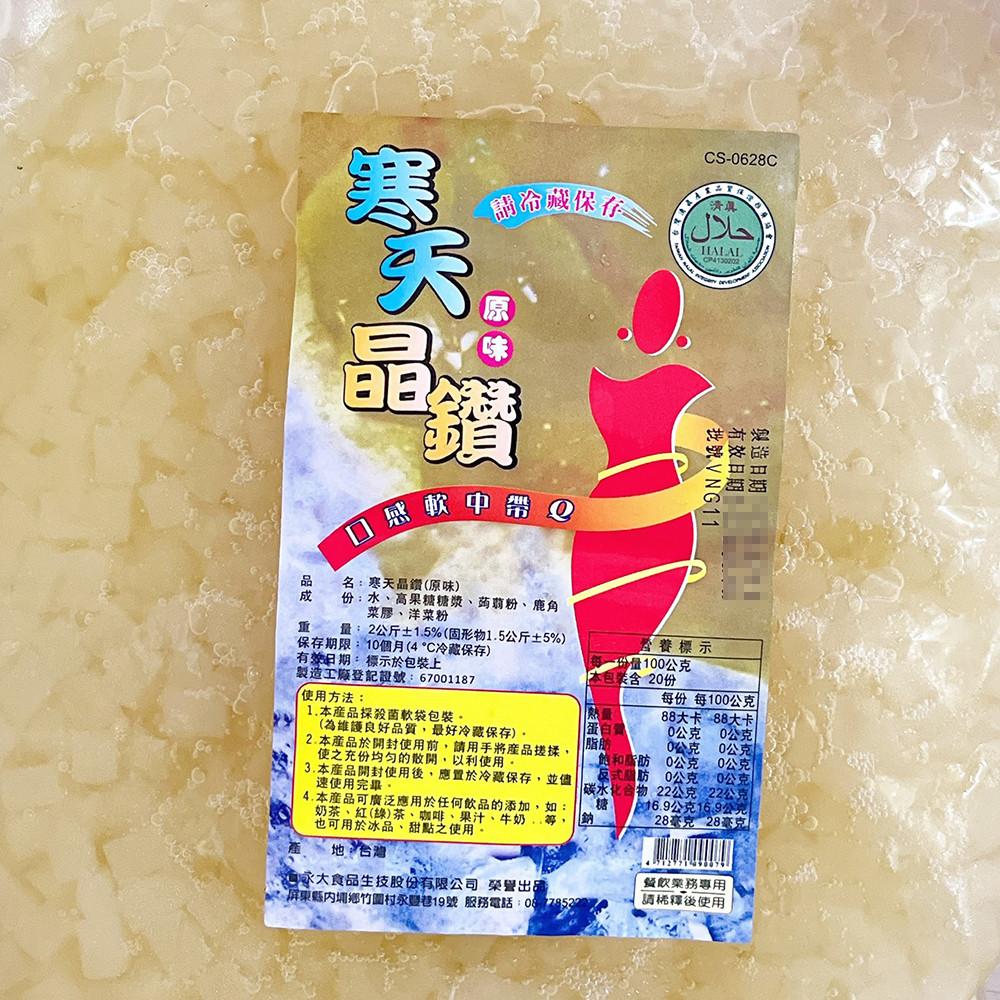 CS-0628C
寒天
晶鑽
原味
請冷藏保存
清真
حلال
HALAL
CP4130202
TAIWAN HALAL INTEGRITY DEVELOPMENT ASSOCIATION
口感軟中帶Q
製造日期
有效日期
批號VNG11
品　　名：寒天晶鑽(原味)
成　　份：水、高果糖糖漿、蒟蒻粉、鹿角
菜膠、洋菜粉
重　　量：2公斤±1.5%(固形物1.5公斤±5%)
保存期限：10個月(4 °C冷藏保存)
有效日期：標示於包裝上
製造工廠登記證號：67001187
使用方法：
1.本產品採殺菌軟袋包裝。
(為維護良好品質，最好冷藏保存)。
2.本產品於開封使用前，請用手將產品搓揉，
使之充份均匀的散開，以利使用。
3.本產品開封使用後、應置於冷藏保存，並儘
速使用完畢。
4.本產品可廣泛應用於任何飲品的添加，如：
奶茶、紅(綠)茶、咖啡、果汁、牛奶...等，
也可用於冰品、甜點之使用。
產　　地：台灣
永大食品生技股份有限公司 榮譽出品
屏東縣內埔鄉竹圍村永豐巷19號 服務電話：08-7785222
營養標示
每一份量100公克
本包裝含 20份
每份 每100公克
熱量 88大卡 88大卡
蛋白質 0公克 0公克
脂肪 0公克 0公克
飽和脂肪 0公克 0公克
反式脂肪 0公克 0公克
碳水化合物 22公克 22公克
糖 16.9公克 16.9公克
鈉 28毫克 28毫克
4 712771 890079
餐飲業務專用
請稀釋後使用